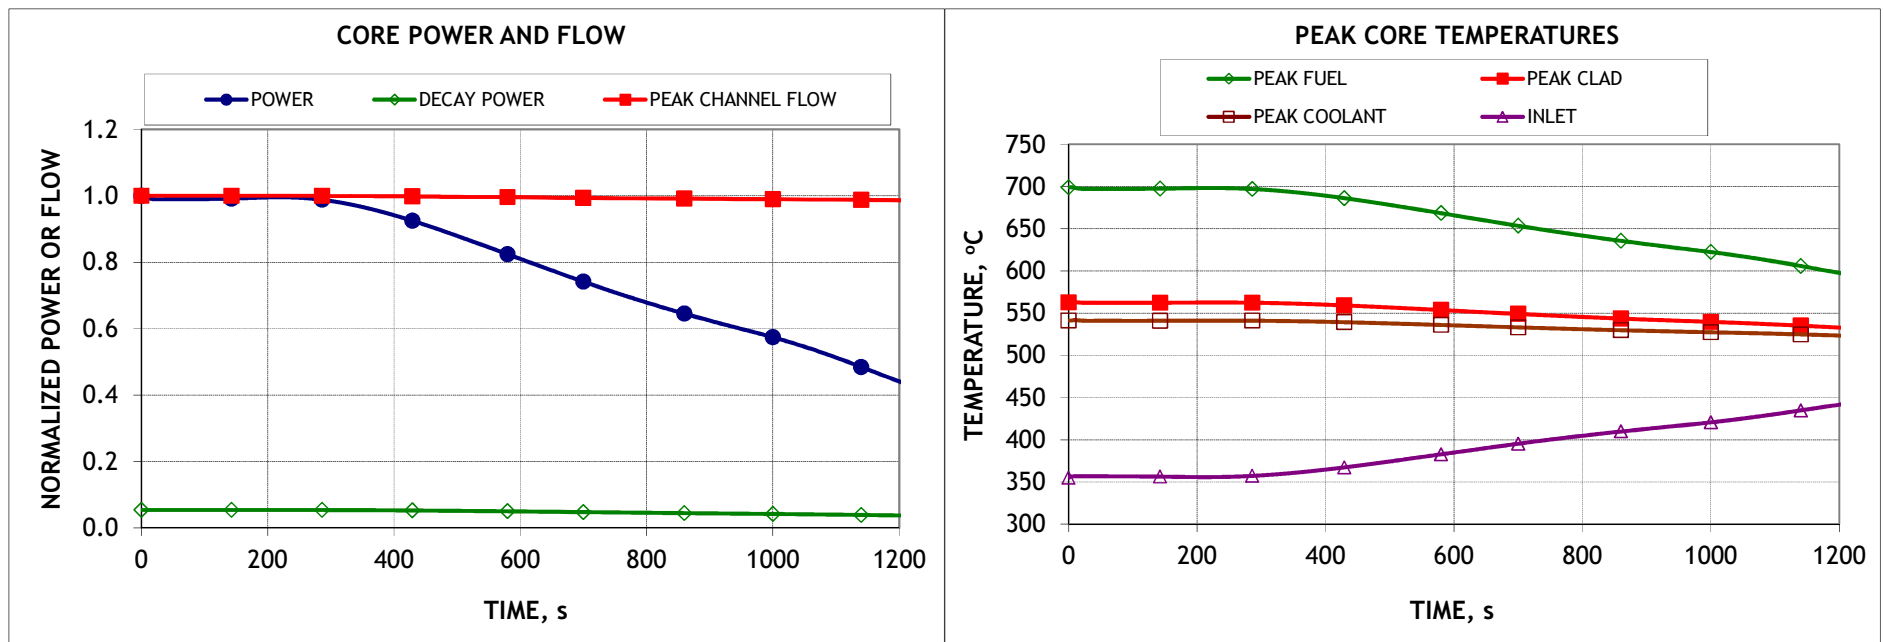 CORE POWER AND FLOW
POWER DECAY POWER PEAK CHANNEL FLOW
NORMALIZED POWER OR FLOW
1.2
1.0
0.8
0.6
0.4
0.2
0.0
0 200 400 600 800 1000 1200
TIME, s
PEAK CORE TEMPERATURES
PEAK FUEL PEAK CLAD
PEAK COOLANT INLET
TEMPERATURE, ºC
750
700
650
600
550
500
450
400
350
300
0 200 400 600 800 1000 1200
TIME, s